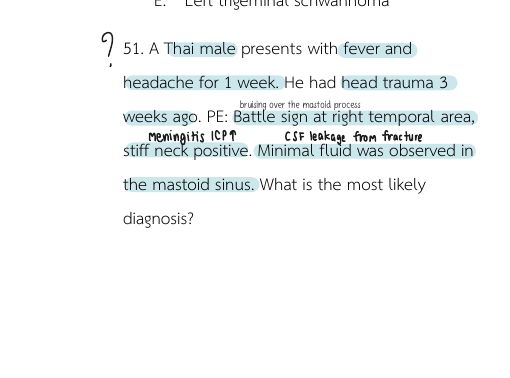 E. Left trigeminal schwannoma
? 51. A Thai male presents with fever and
headache for 1 week. He had head trauma 3
bruising over the mastoid process
weeks ago. PE: Battle sign at right temporal area,
meningitis ICP↑ CSF leakage from fracture
stiff neck positive. Minimal fluid was observed in
the mastoid sinus. What is the most likely
diagnosis?